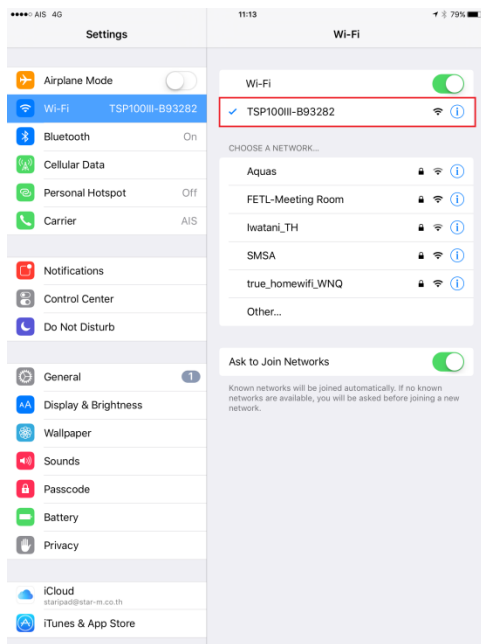 AIS 4G 11:13 79%
Settings
Wi-Fi
Airplane Mode
Wi-Fi TSP100III-B93282
Bluetooth On
Cellular Data
Personal Hotspot Off
Carrier AIS
Notifications
Control Center
Do Not Disturb
General 1
AA Display & Brightness
Wallpaper
Sounds
Passcode
Battery
Privacy
iCloud
staripad@star-m.co.th
iTunes & App Store
Wi-Fi
TSP100III-B93282
CHOOSE A NETWORK...
Aquas
FETL-Meeting Room
Iwatani_TH
SMSA
true_homewifi_WNQ
Other...
Ask to Join Networks
Known networks will be joined automatically. If no known
networks are available, you will be asked before joining a new
network.